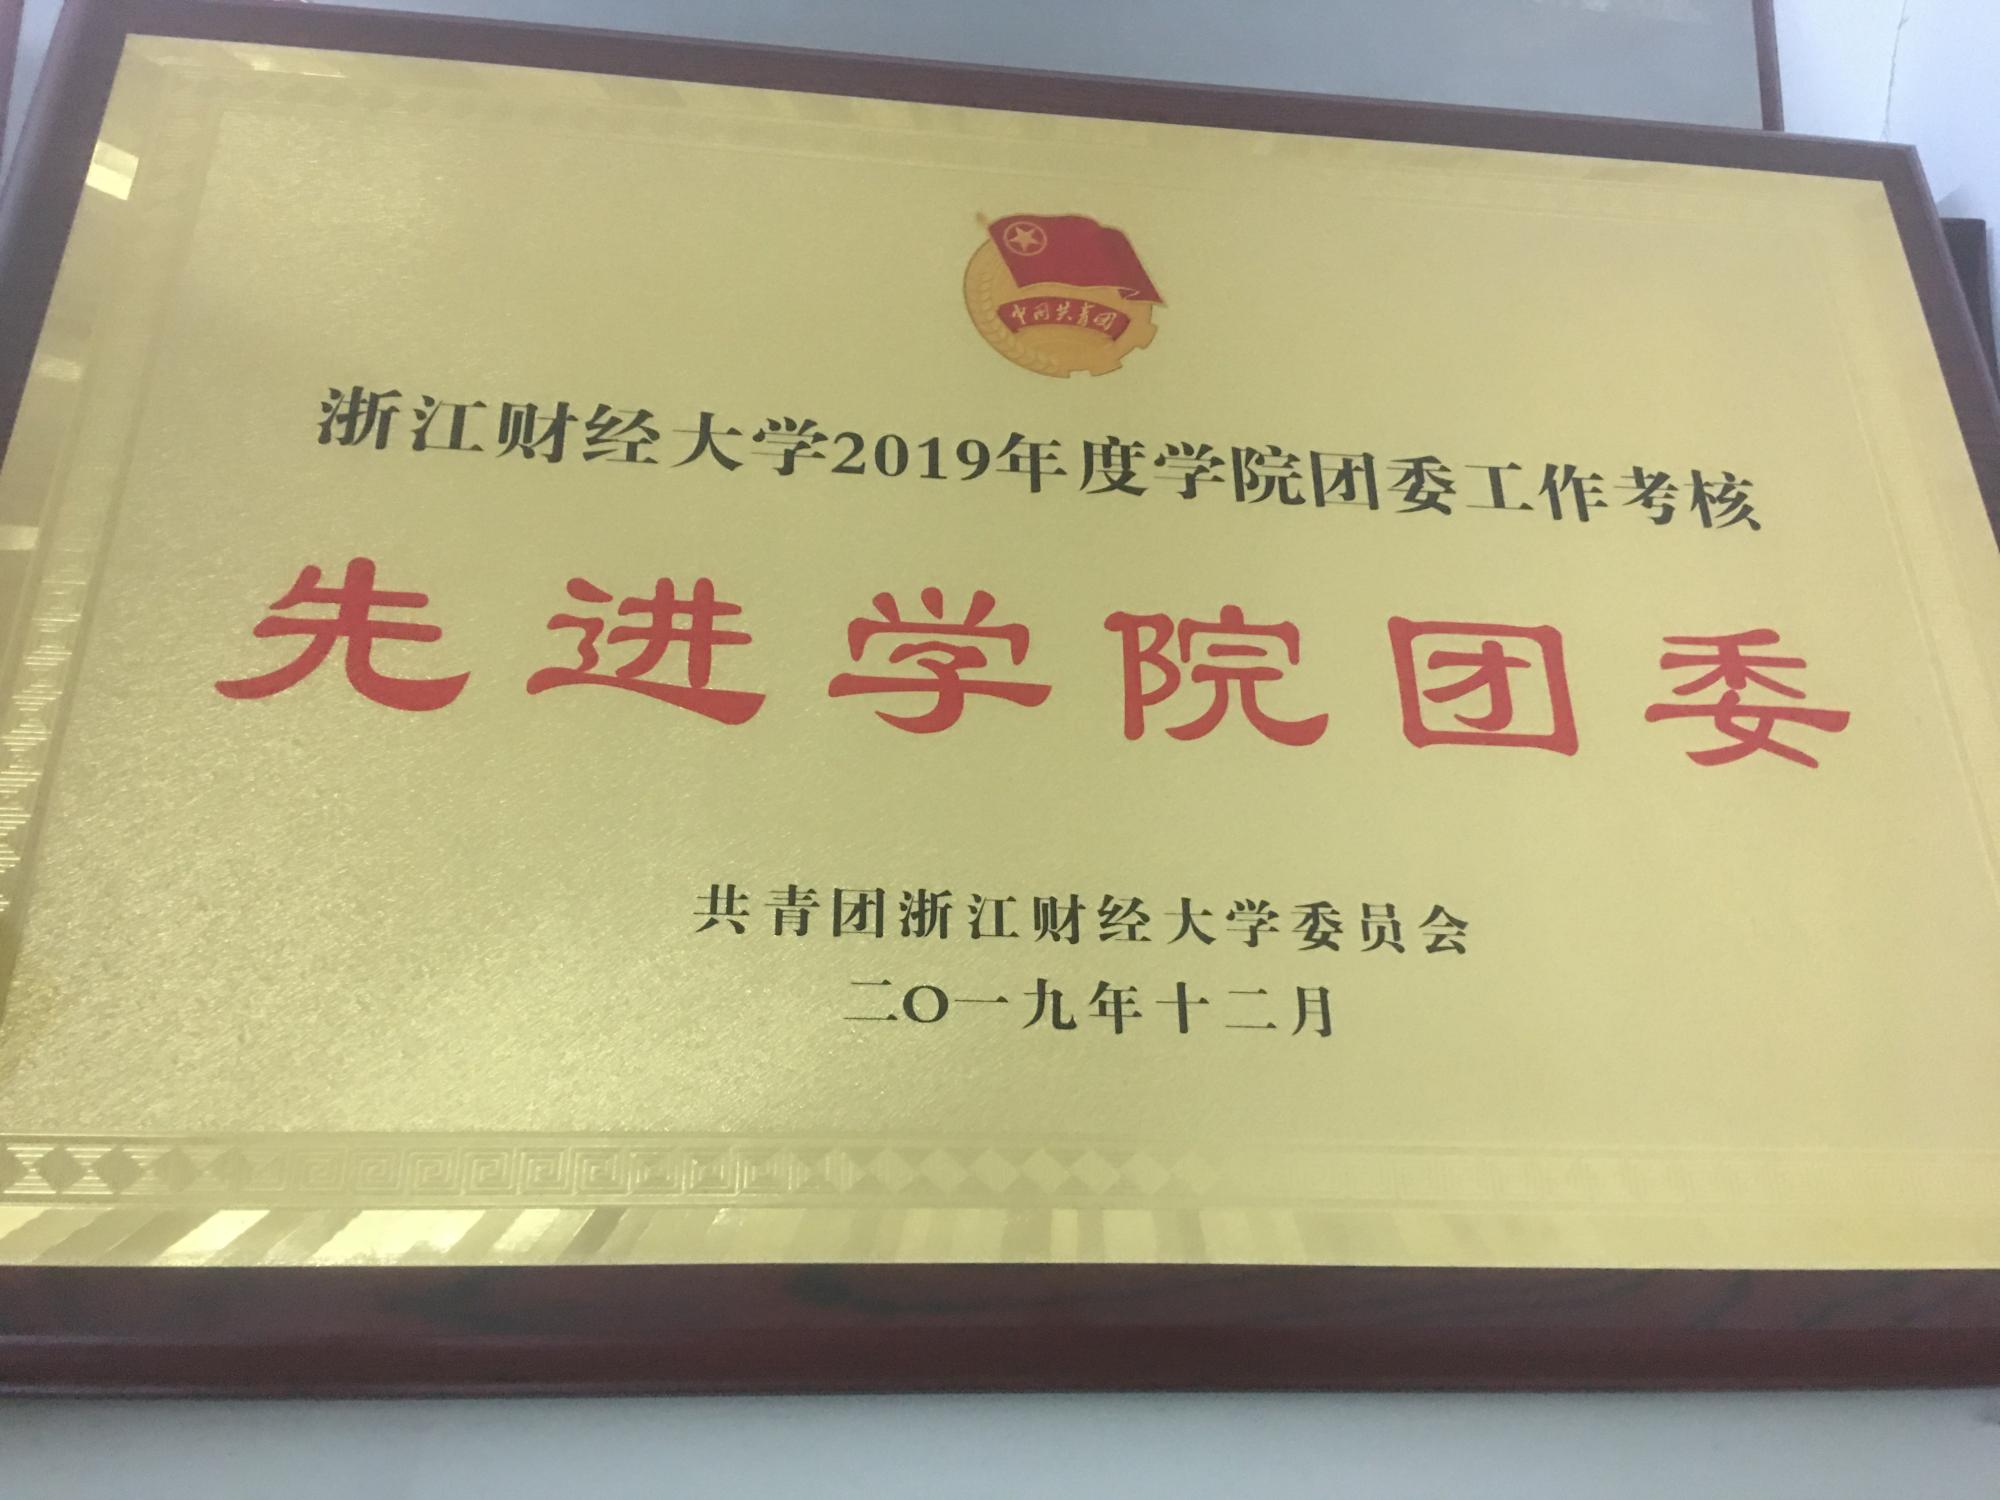 中国共青团
浙江财经大学2019年度学院团委工作考核
先进学院团委
共青团浙江财经大学委员会
二〇一九年十二月